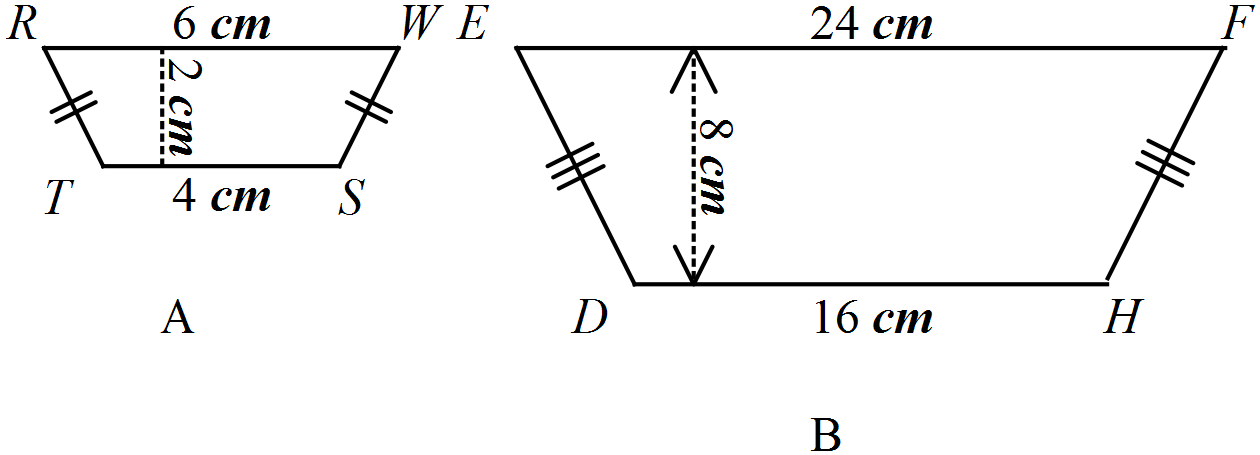 R 6 cm W E 24 cm F
2 cm
8 cm
T 4 cm S
D 16 cm H
A
B